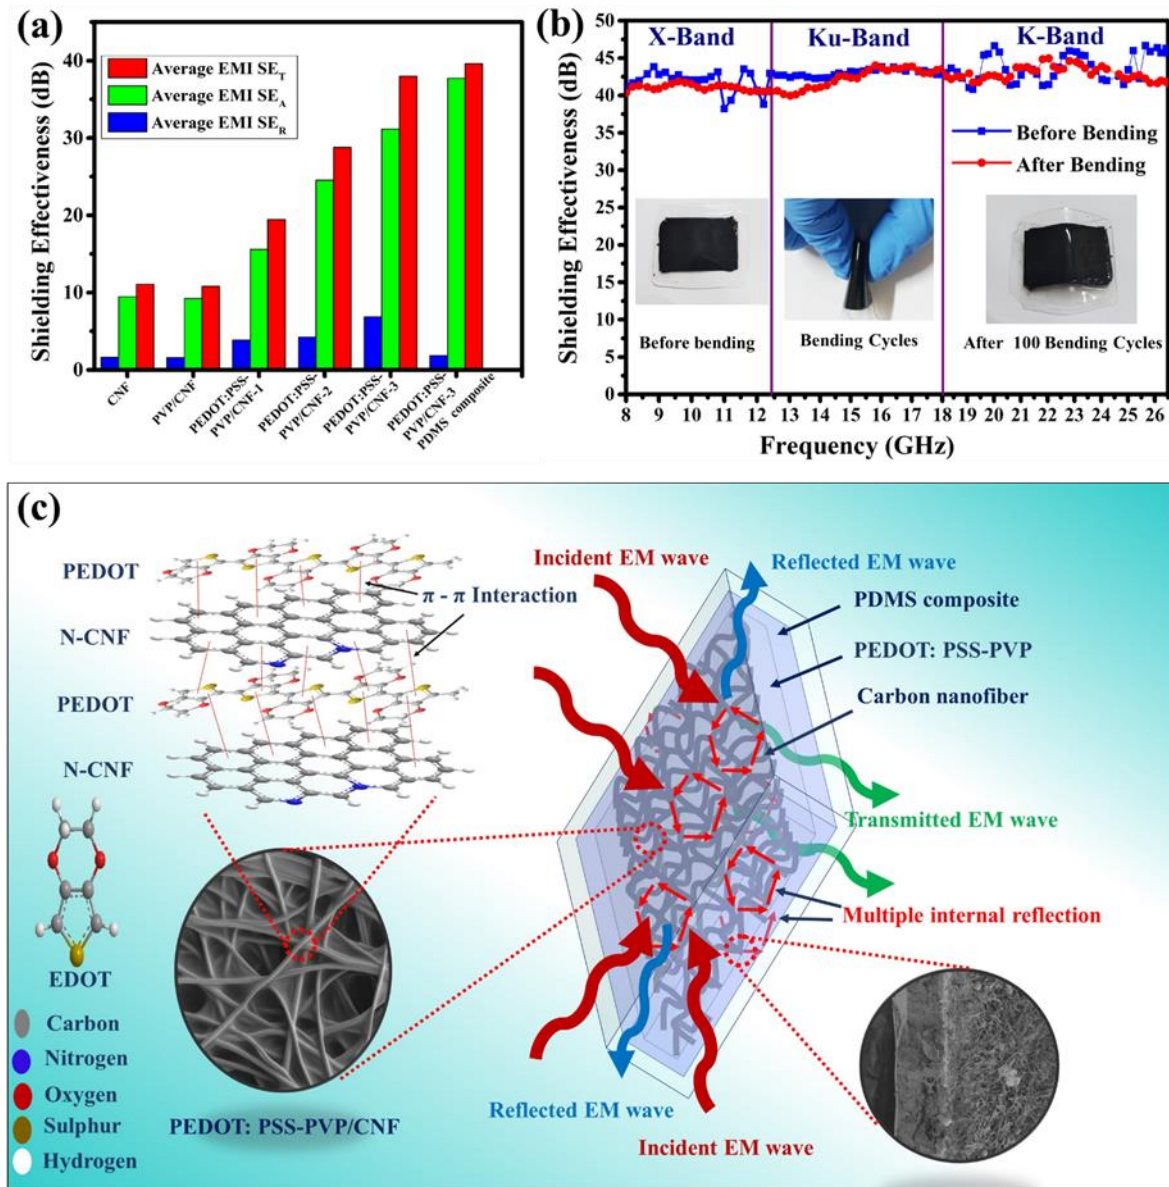 (a)
Shielding Effectiveness (dB)
40
30
20
10
0
Average EMI SE_T
Average EMI SE_A
Average EMI SE_R
CNF
PVP/CNF
PEDOT:PSS-
PVP/CNF-1
PEDOT:PSS-
PVP/CNF-2
PEDOT:PSS-
PVP/CNF-3
PEDOT:PSS-
PVP/CNF-3
PDMS composite
(b)
Shielding Effectiveness (dB)
50
45
40
35
30
25
20
15
10
5
0
X-Band
Ku-Band
K-Band
Before Bending
After Bending
Before bending
Bending Cycles
After 100 Bending Cycles
8 9 10 11 12 13 14 15 16 17 18 19 20 21 22 23 24 25 26
Frequency (GHz)
(c)
PEDOT
N-CNF
PEDOT
N-CNF
π - π Interaction
EDOT
Carbon
Nitrogen
Oxygen
Sulphur
Hydrogen
PEDOT: PSS-PVP/CNF
Incident EM wave
Reflected EM wave
PDMS composite
PEDOT: PSS-PVP
Carbon nanofiber
Transmitted EM wave
Multiple internal reflection
Reflected EM wave
Incident EM wave